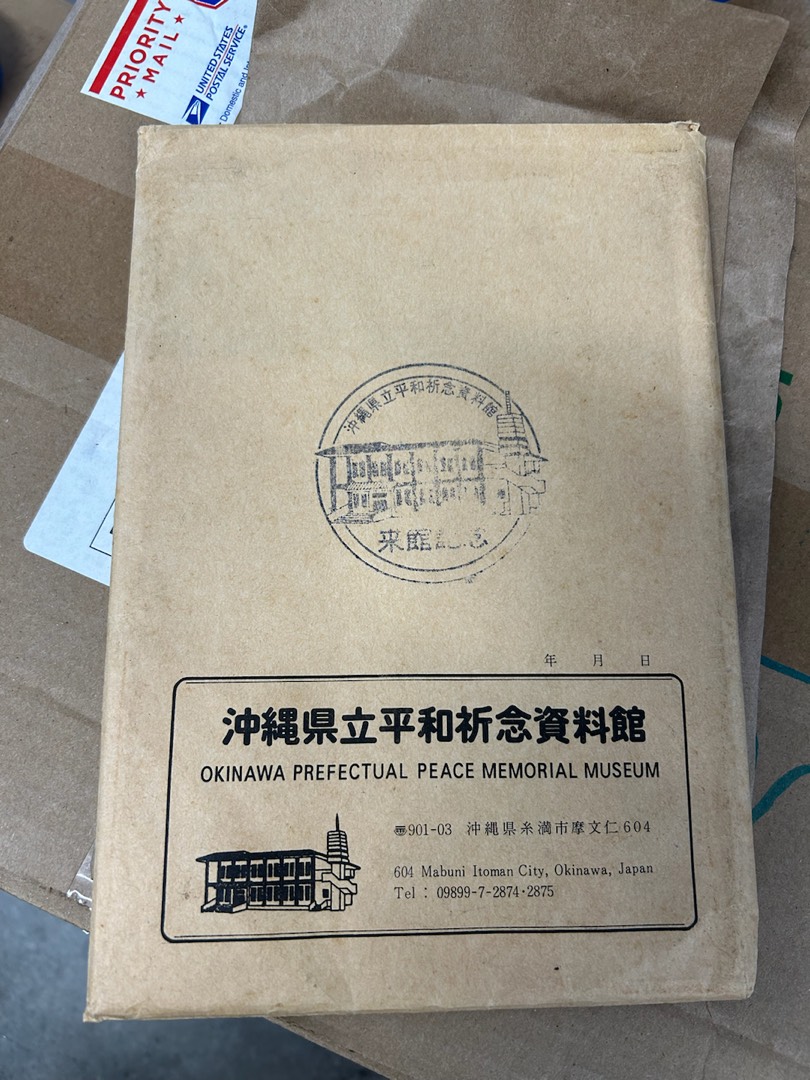 PRIORITY
★ MAIL ★
UNITED STATES
POSTAL SERVICE®
Domestic and
沖縄県立平和祈念資料館
来館記念
年 月 日
沖縄県立平和祈念資料館
OKINAWA PREFECTUAL PEACE MEMORIAL MUSEUM
〠901-03 沖縄県糸満市摩文仁604
604 Mabuni Itoman City, Okinawa, Japan
Tel : 09899-7-2874·2875